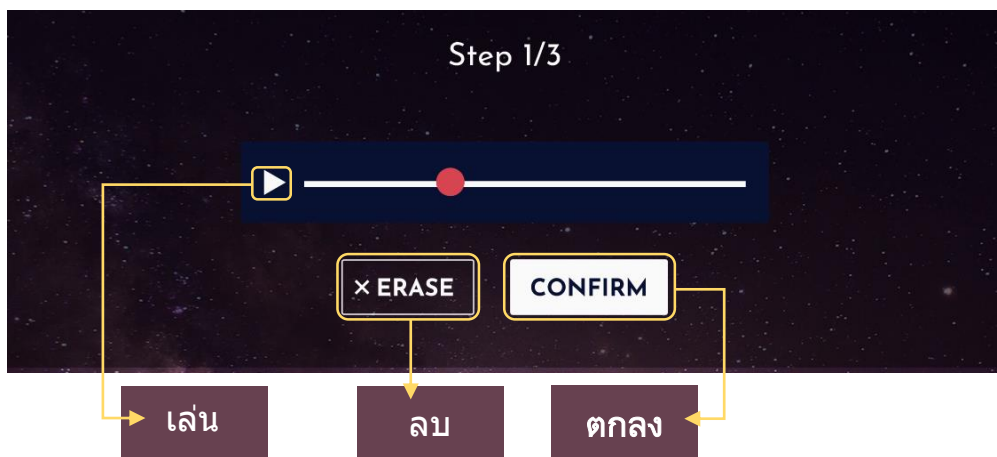 Step 1/3
× ERASE
CONFIRM
เล่น
ลบ
ตกลง